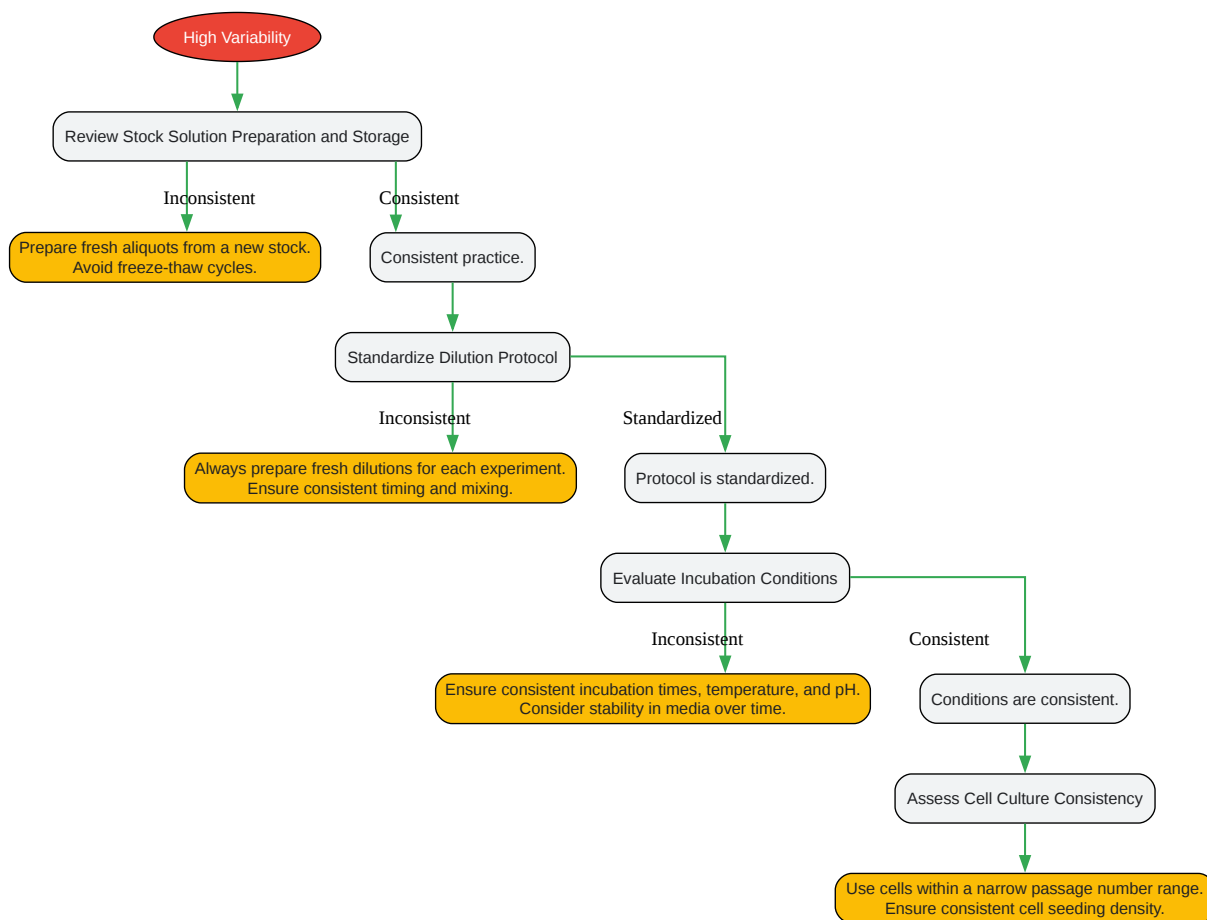 High Variability
Review Stock Solution Preparation and Storage
Inconsistent
Consistent
Prepare fresh aliquots from a new stock.
Avoid freeze-thaw cycles.
Consistent practice.
Standardize Dilution Protocol
Inconsistent
Standardized
Always prepare fresh dilutions for each experiment.
Ensure consistent timing and mixing.
Protocol is standardized.
Evaluate Incubation Conditions
Inconsistent
Consistent
Ensure consistent incubation times, temperature, and pH.
Consider stability in media over time.
Conditions are consistent.
Assess Cell Culture Consistency
Use cells within a narrow passage number range.
Ensure consistent cell seeding density.